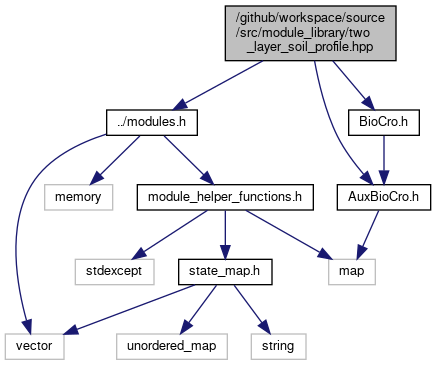 /github/workspace/source
/src/module_library/two
_layer_soil_profile.hpp
../modules.h
BioCro.h
memory
module_helper_functions.h
AuxBioCro.h
stdexcept
state_map.h
map
vector
unordered_map
string